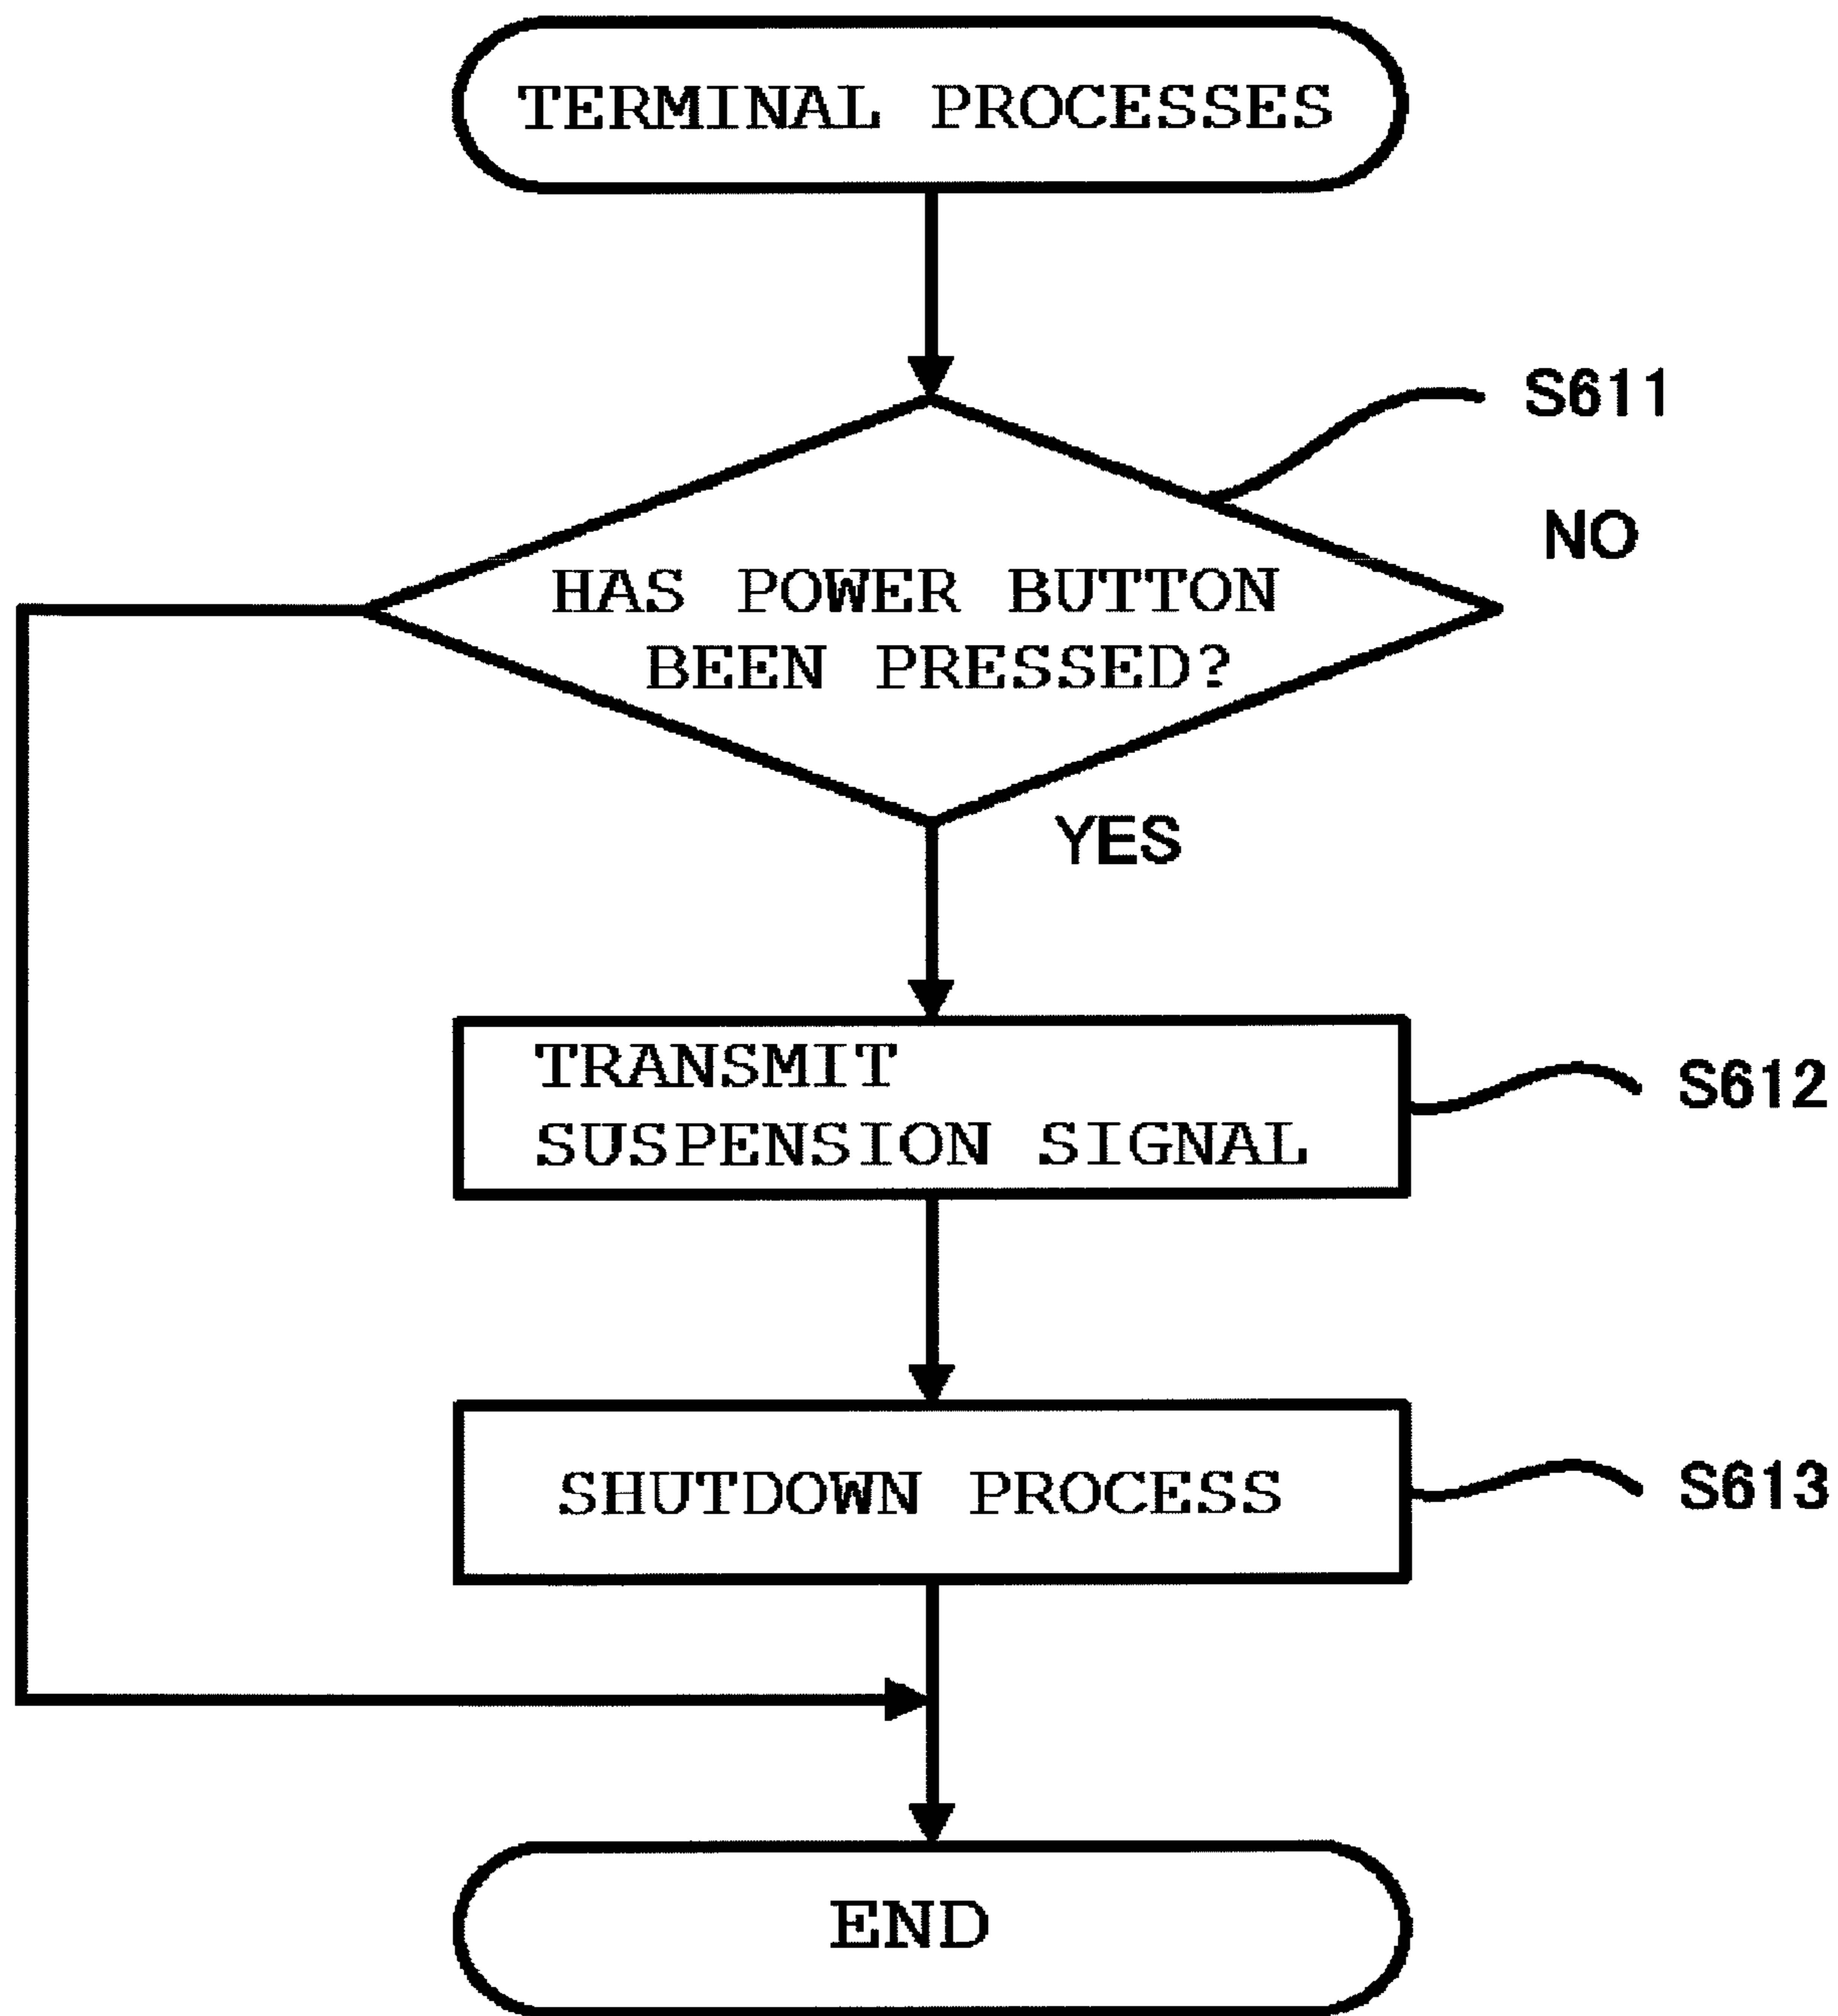 TERMINAL PROCESSES
S611
NO
HAS POWER BUTTON
BEEN PRESSED?
YES
TRANSMIT
SUSPENSION SIGNAL
S612
SHUTDOWN PROCESS
S613
END